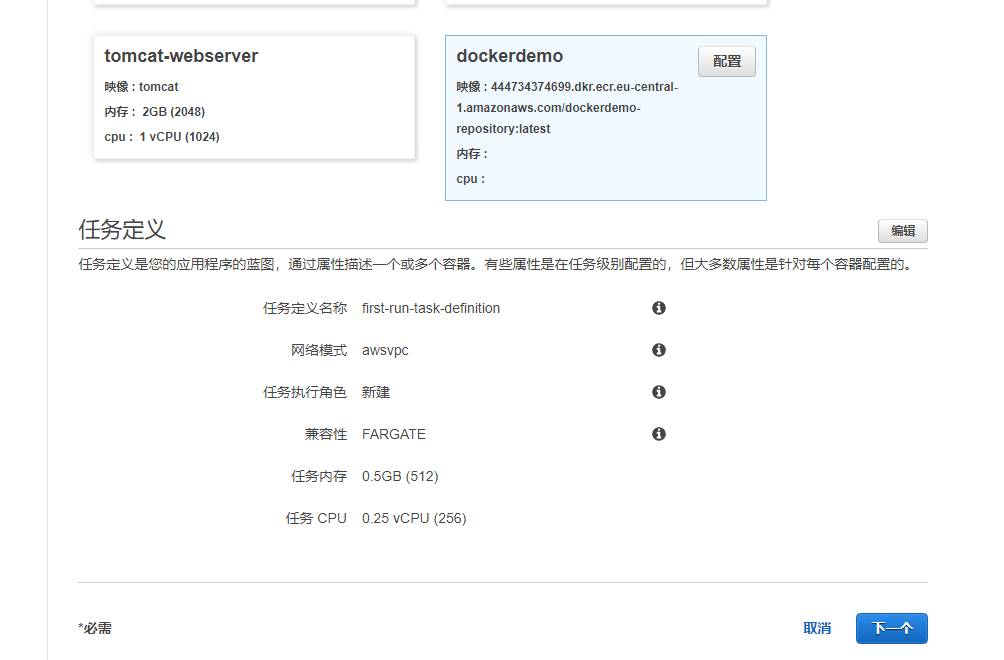 tomcat-webserver
映像 : tomcat
内存 : 2GB (2048)
cpu : 1 vCPU (1024)
dockerdemo
配置
映像 : 444734374699.dkr.ecr.eu-central-
1.amazonaws.com/dockerdemo-
repository:latest
内存 :
cpu :
任务定义
编辑
任务定义是您的应用程序的蓝图，通过属性描述一个或多个容器。有些属性是在任务级别配置的，但大多数属性是针对每个容器配置的。
任务定义名称 first-run-task-definition
网络模式 awsvpc
任务执行角色 新建
兼容性 FARGATE
任务内存 0.5GB (512)
任务 CPU 0.25 vCPU (256)
*必需
取消
下一个